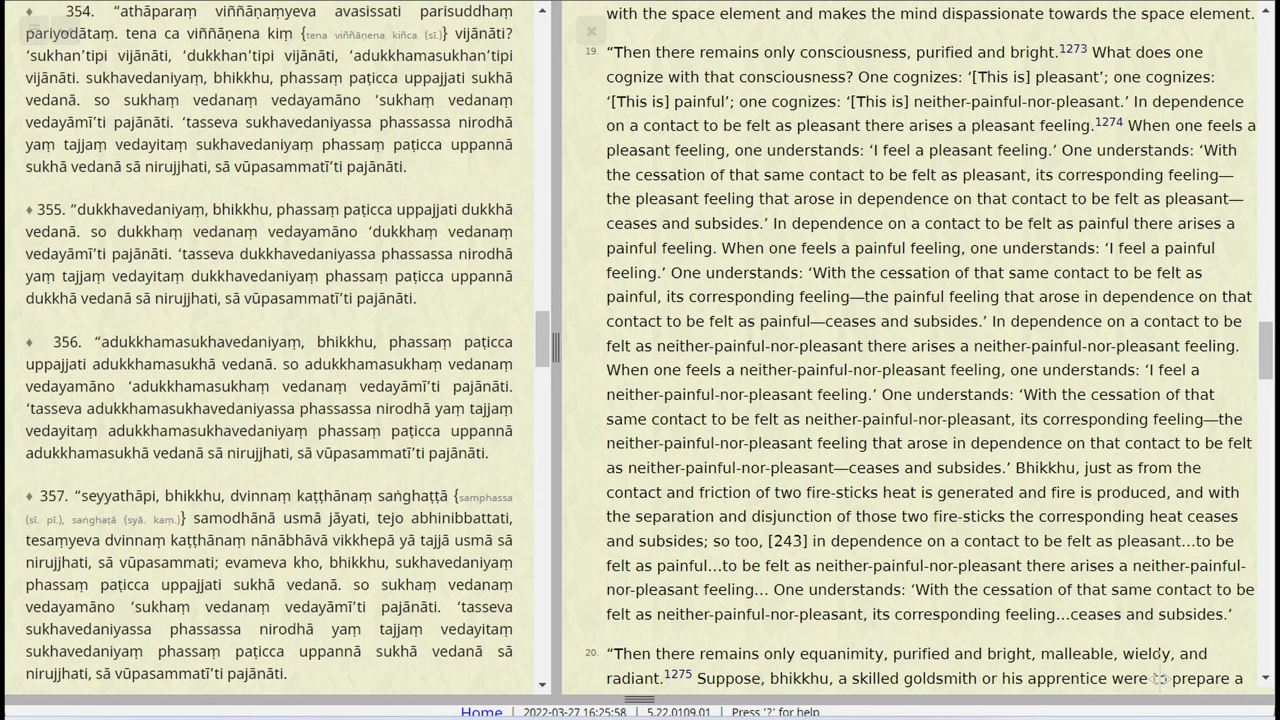 ♦ 354. “athāparaṃ viññāṇaṃyeva avasissati parisuddhaṃ
pariyodātaṃ. tena ca viññāṇena kiṃ {tena viññāṇena kiñca (sī.)} vijānāti?
‘sukhan’tipi vijānāti, ‘dukkhan’tipi vijānāti, ‘adukkhamasukhan’tipi
vijānāti. sukhavedaniyaṃ, bhikkhu, phassaṃ paṭicca uppajjati sukhā
vedanā. so sukhaṃ vedanaṃ vedayamāno ‘sukhaṃ vedanaṃ
vedayāmī’ti pajānāti. ‘tasseva sukhavedaniyassa phassassa nirodhā
yaṃ tajjaṃ vedayitaṃ sukhavedaniyaṃ phassaṃ paṭicca uppannā
sukhā vedanā sā nirujjhati, sā vūpasammatī’ti pajānāti.
♦ 355. “dukkhavedaniyaṃ, bhikkhu, phassaṃ paṭicca uppajjati dukkhā
vedanā. so dukkhaṃ vedanaṃ vedayamāno ‘dukkhaṃ vedanaṃ
vedayāmī’ti pajānāti. ‘tasseva dukkhavedaniyassa phassassa nirodhā
yaṃ tajjaṃ vedayitaṃ dukkhavedaniyaṃ phassaṃ paṭicca uppannā
dukkhā vedanā sā nirujjhati, sā vūpasammatī’ti pajānāti.
♦ 356. “adukkhamasukhavedaniyaṃ, bhikkhu, phassaṃ paṭicca
uppajjati adukkhamasukhā vedanā. so adukkhamasukhaṃ vedanaṃ
vedayamāno ‘adukkhamasukhaṃ vedanaṃ vedayāmī’ti pajānāti.
‘tasseva adukkhamasukhavedaniyassa phassassa nirodhā yaṃ tajjaṃ
vedayitaṃ adukkhamasukhavedaniyaṃ phassaṃ paṭicca uppannā
adukkhamasukhā vedanā sā nirujjhati, sā vūpasammatī’ti pajānāti.
♦ 357. “seyyathāpi, bhikkhu, dvinnaṃ kaṭṭhānaṃ saṅghaṭṭā {samphassa
(sī. pī.), saṅghaṭā (syā. kaṃ.)} samodhānā usmā jāyati, tejo abhinibbattati,
tesaṃyeva dvinnaṃ kaṭṭhānaṃ nānābhāvā vikkhepā yā tajjā usmā sā
nirujjhati, sā vūpasammati; evameva kho, bhikkhu, sukhavedaniyaṃ
phassaṃ paṭicca uppajjati sukhā vedanā. so sukhaṃ vedanaṃ
vedayamāno ‘sukhaṃ vedanaṃ vedayāmī’ti pajānāti. ‘tasseva
sukhavedaniyassa phassassa nirodhā yaṃ tajjaṃ vedayitaṃ
sukhavedaniyaṃ phassaṃ paṭicca uppannā sukhā vedanā sā
nirujjhati, sā vūpasammatī’ti pajānāti.
with the space element and makes the mind dispassionate towards the space element.
19. “Then there remains only consciousness, purified and bright.1273 What does one
cognize with that consciousness? One cognizes: ‘[This is] pleasant’; one cognizes:
‘[This is] painful’; one cognizes: ‘[This is] neither-painful-nor-pleasant.’ In dependence
on a contact to be felt as pleasant there arises a pleasant feeling.1274 When one feels a
pleasant feeling, one understands: ‘I feel a pleasant feeling.’ One understands: ‘With
the cessation of that same contact to be felt as pleasant, its corresponding feeling—
the pleasant feeling that arose in dependence on that contact to be felt as pleasant—
ceases and subsides.’ In dependence on a contact to be felt as painful there arises a
painful feeling. When one feels a painful feeling, one understands: ‘I feel a painful
feeling.’ One understands: ‘With the cessation of that same contact to be felt as
painful, its corresponding feeling—the painful feeling that arose in dependence on that
contact to be felt as painful—ceases and subsides.’ In dependence on a contact to be
felt as neither-painful-nor-pleasant there arises a neither-painful-nor-pleasant feeling.
When one feels a neither-painful-nor-pleasant feeling, one understands: ‘I feel a
neither-painful-nor-pleasant feeling.’ One understands: ‘With the cessation of that
same contact to be felt as neither-painful-nor-pleasant, its corresponding feeling—the
neither-painful-nor-pleasant feeling that arose in dependence on that contact to be felt
as neither-painful-nor-pleasant—ceases and subsides.’ Bhikkhu, just as from the
contact and friction of two fire-sticks heat is generated and fire is produced, and with
the separation and disjunction of those two fire-sticks the corresponding heat ceases
and subsides; so too, [243] in dependence on a contact to be felt as pleasant…to be
felt as painful…to be felt as neither-painful-nor-pleasant there arises a neither-painful-
nor-pleasant feeling… One understands: ‘With the cessation of that same contact to be
felt as neither-painful-nor-pleasant, its corresponding feeling…ceases and subsides.’
20. “Then there remains only equanimity, purified and bright, malleable, wieldy, and
radiant.1275 Suppose, bhikkhu, a skilled goldsmith or his apprentice were to prepare a
Home | 2022-03-27 16:25:58 | 5.22.0109.01 | Press '?' for help